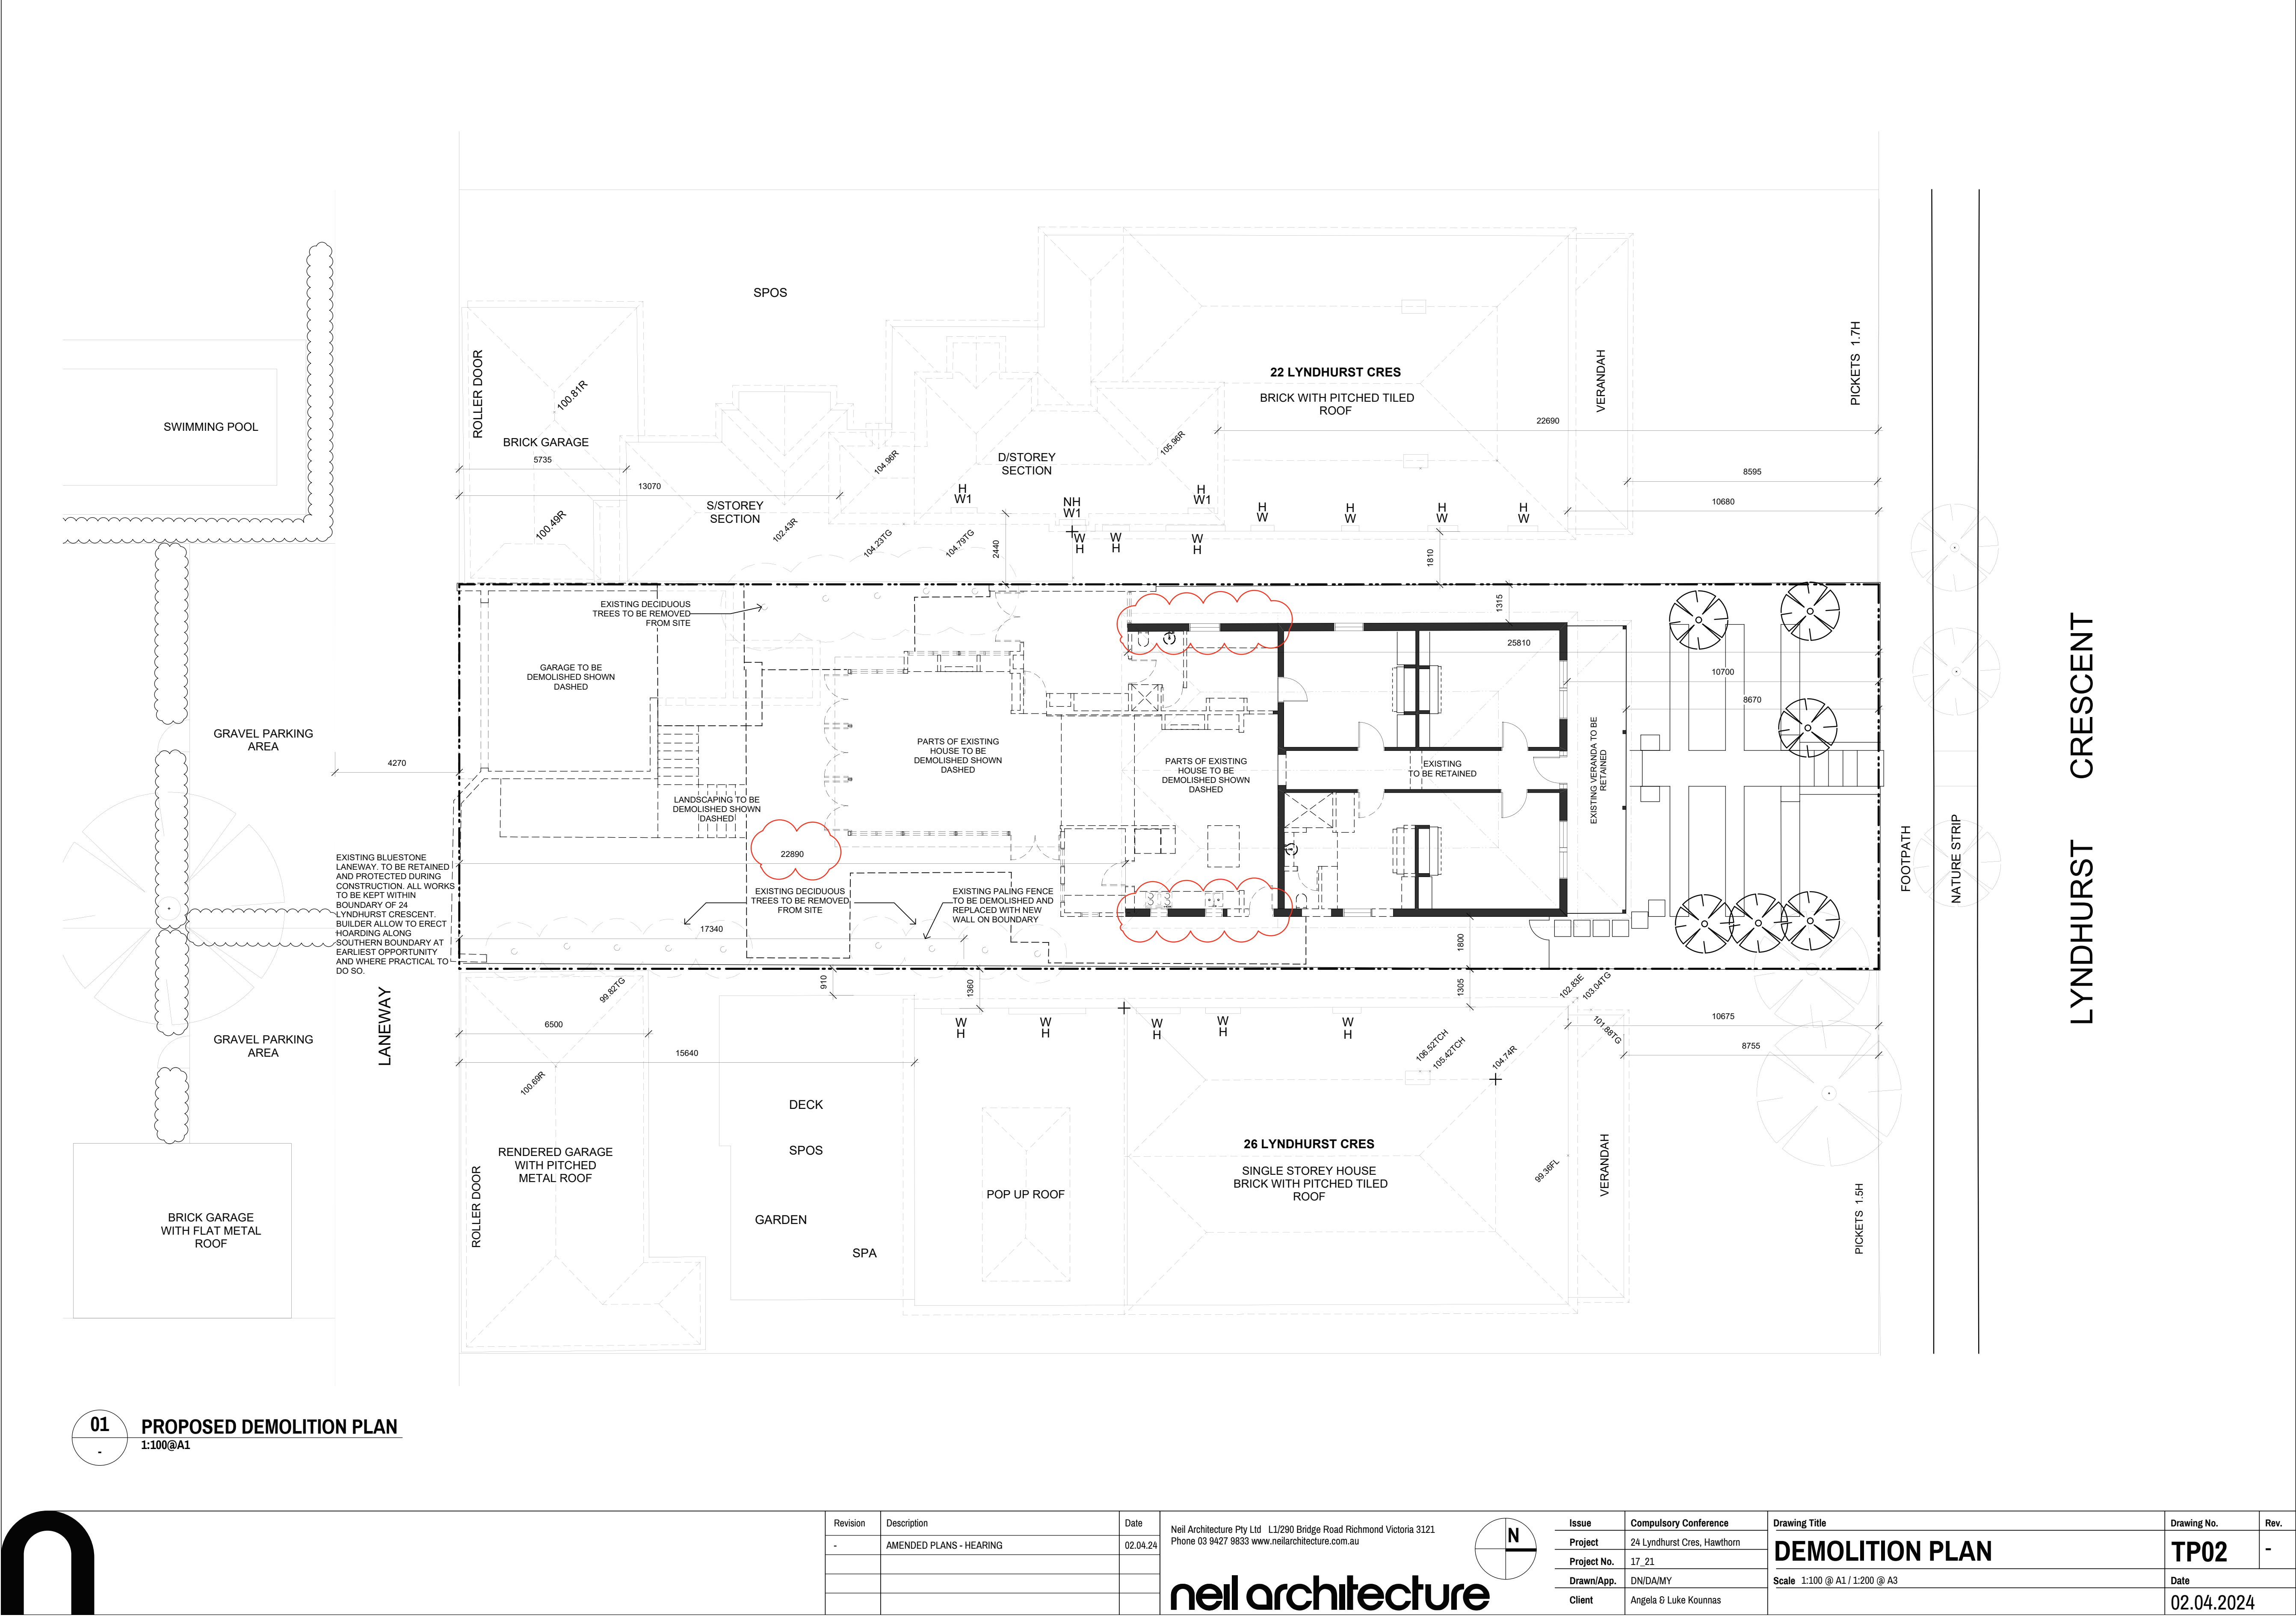 SPOS
SWIMMING POOL
ROLLER DOOR
100.81R
BRICK GARAGE
5735
13070
100.49R
S/STOREY
SECTION
102.43R
104.96R
D/STOREY
SECTION
105.96R
104.23TG
104.79TG
2440
H
W1
NH
W1
H
W1
W
H
W
H
W
H
H
W
H
W
H
W
H
W
22 LYNDHURST CRES
BRICK WITH PITCHED TILED
ROOF
22690
VERANDAH
PICKETS 1.7H
8595
10680
1810
1315
EXISTING DECIDUOUS
TREES TO BE REMOVED
FROM SITE
GARAGE TO BE
DEMOLISHED SHOWN
DASHED
GRAVEL PARKING
AREA
4270
PARTS OF EXISTING
HOUSE TO BE
DEMOLISHED SHOWN
DASHED
PARTS OF EXISTING
HOUSE TO BE
DEMOLISHED SHOWN
DASHED
EXISTING
TO BE RETAINED
EXISTING VERANDA TO BE
RETAINED
25810
10700
8670
LANDSCAPING TO BE
DEMOLISHED SHOWN
DASHED
22890
EXISTING BLUESTONE
LANEWAY. TO BE RETAINED
AND PROTECTED DURING
CONSTRUCTION. ALL WORKS
TO BE KEPT WITHIN
BOUNDARY OF 24
LYNDHURST CRESCENT.
BUILDER ALLOW TO ERECT
HOARDING ALONG
SOUTHERN BOUNDARY AT
EARLIEST OPPORTUNITY
AND WHERE PRACTICAL TO
DO SO.
EXISTING DECIDUOUS
TREES TO BE REMOVED
FROM SITE
EXISTING PALING FENCE
TO BE DEMOLISHED AND
REPLACED WITH NEW
WALL ON BOUNDARY
17340
FOOTPATH
NATURE STRIP
LYNDHURST CRESCENT
LANEWAY
99.82TG
910
1360
1800
1305
102.83E
103.04TG
101.88TG
10675
8755
6500
15640
W
H
W
H
W
H
W
H
W
H
106.52TCH
105.42TCH
104.74R
100.69R
GRAVEL PARKING
AREA
DECK
SPOS
GARDEN
SPA
RENDERED GARAGE
WITH PITCHED
METAL ROOF
ROLLER DOOR
POP UP ROOF
26 LYNDHURST CRES
SINGLE STOREY HOUSE
BRICK WITH PITCHED TILED
ROOF
99.36FL
VERANDAH
PICKETS 1.5H
BRICK GARAGE
WITH FLAT METAL
ROOF
01
-
PROPOSED DEMOLITION PLAN
1:100@A1
Revision Description Date
- AMENDED PLANS - HEARING 02.04.24
Neil Architecture Pty Ltd L1/290 Bridge Road Richmond Victoria 3121
Phone 03 9427 9833 www.neilarchitecture.com.au
neil architecture
N
Issue Compulsory Conference
Project 24 Lyndhurst Cres, Hawthorn
Project No. 17_21
Drawn/App. DN/DA/MY
Client Angela & Luke Kounnas
Drawing Title
DEMOLITION PLAN
Scale 1:100 @ A1 / 1:200 @ A3
Drawing No.
TP02
Rev.
-
Date
02.04.2024